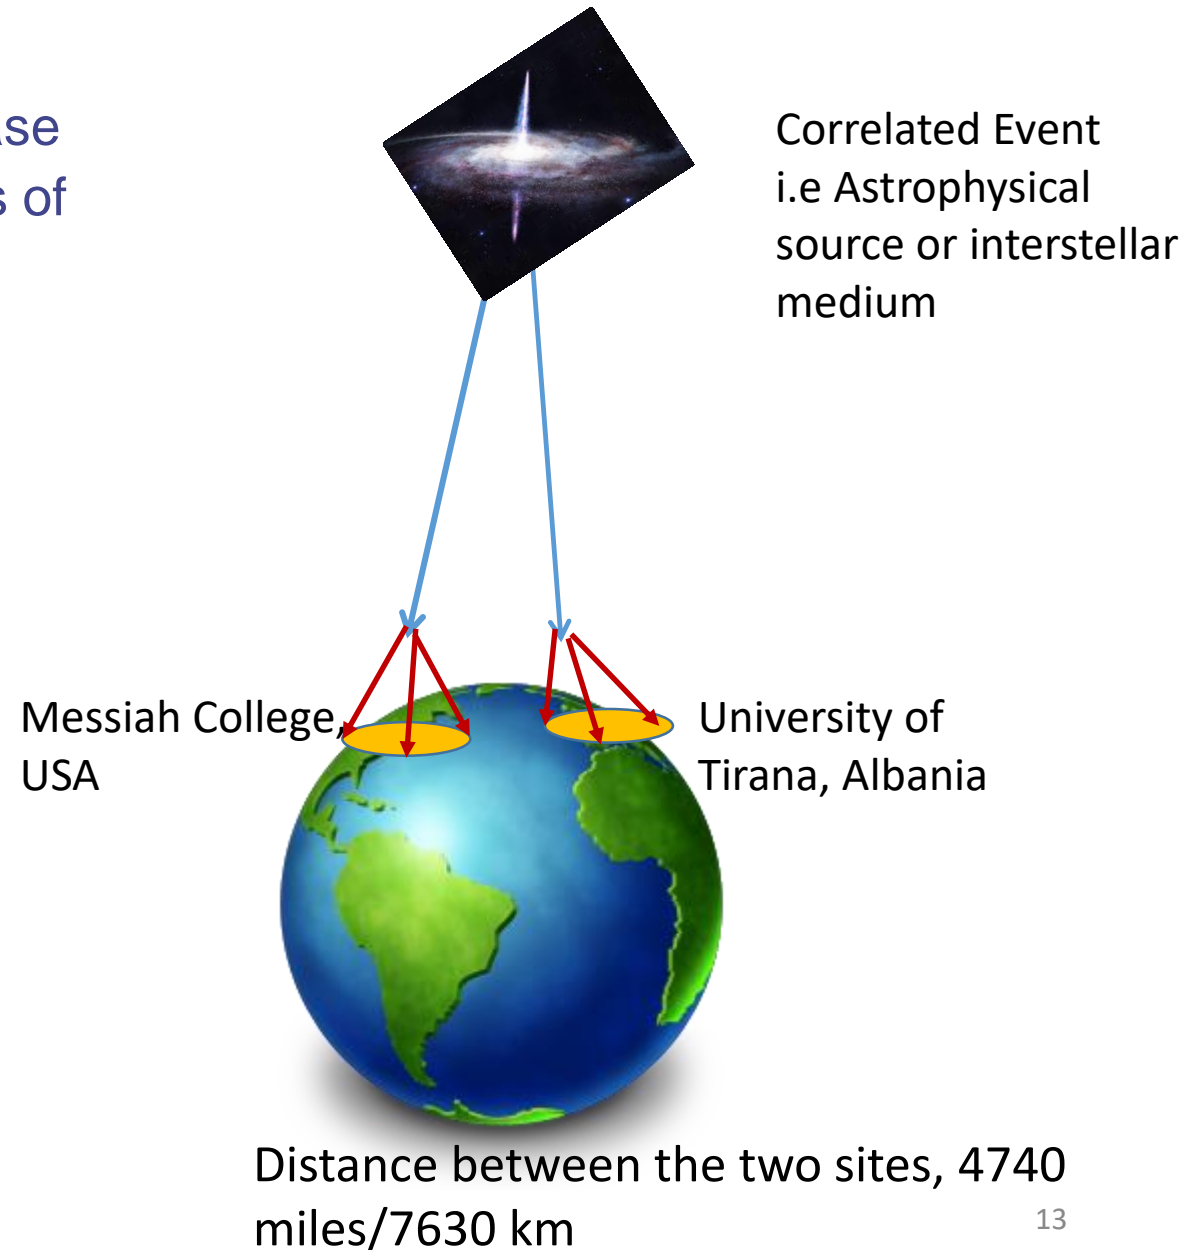 s of
Correlated Event
i.e Astrophysical
source or interstellar
medium
Messiah College,
USA
University of
Tirana, Albania
Distance between the two sites, 4740
miles/7630 km
13